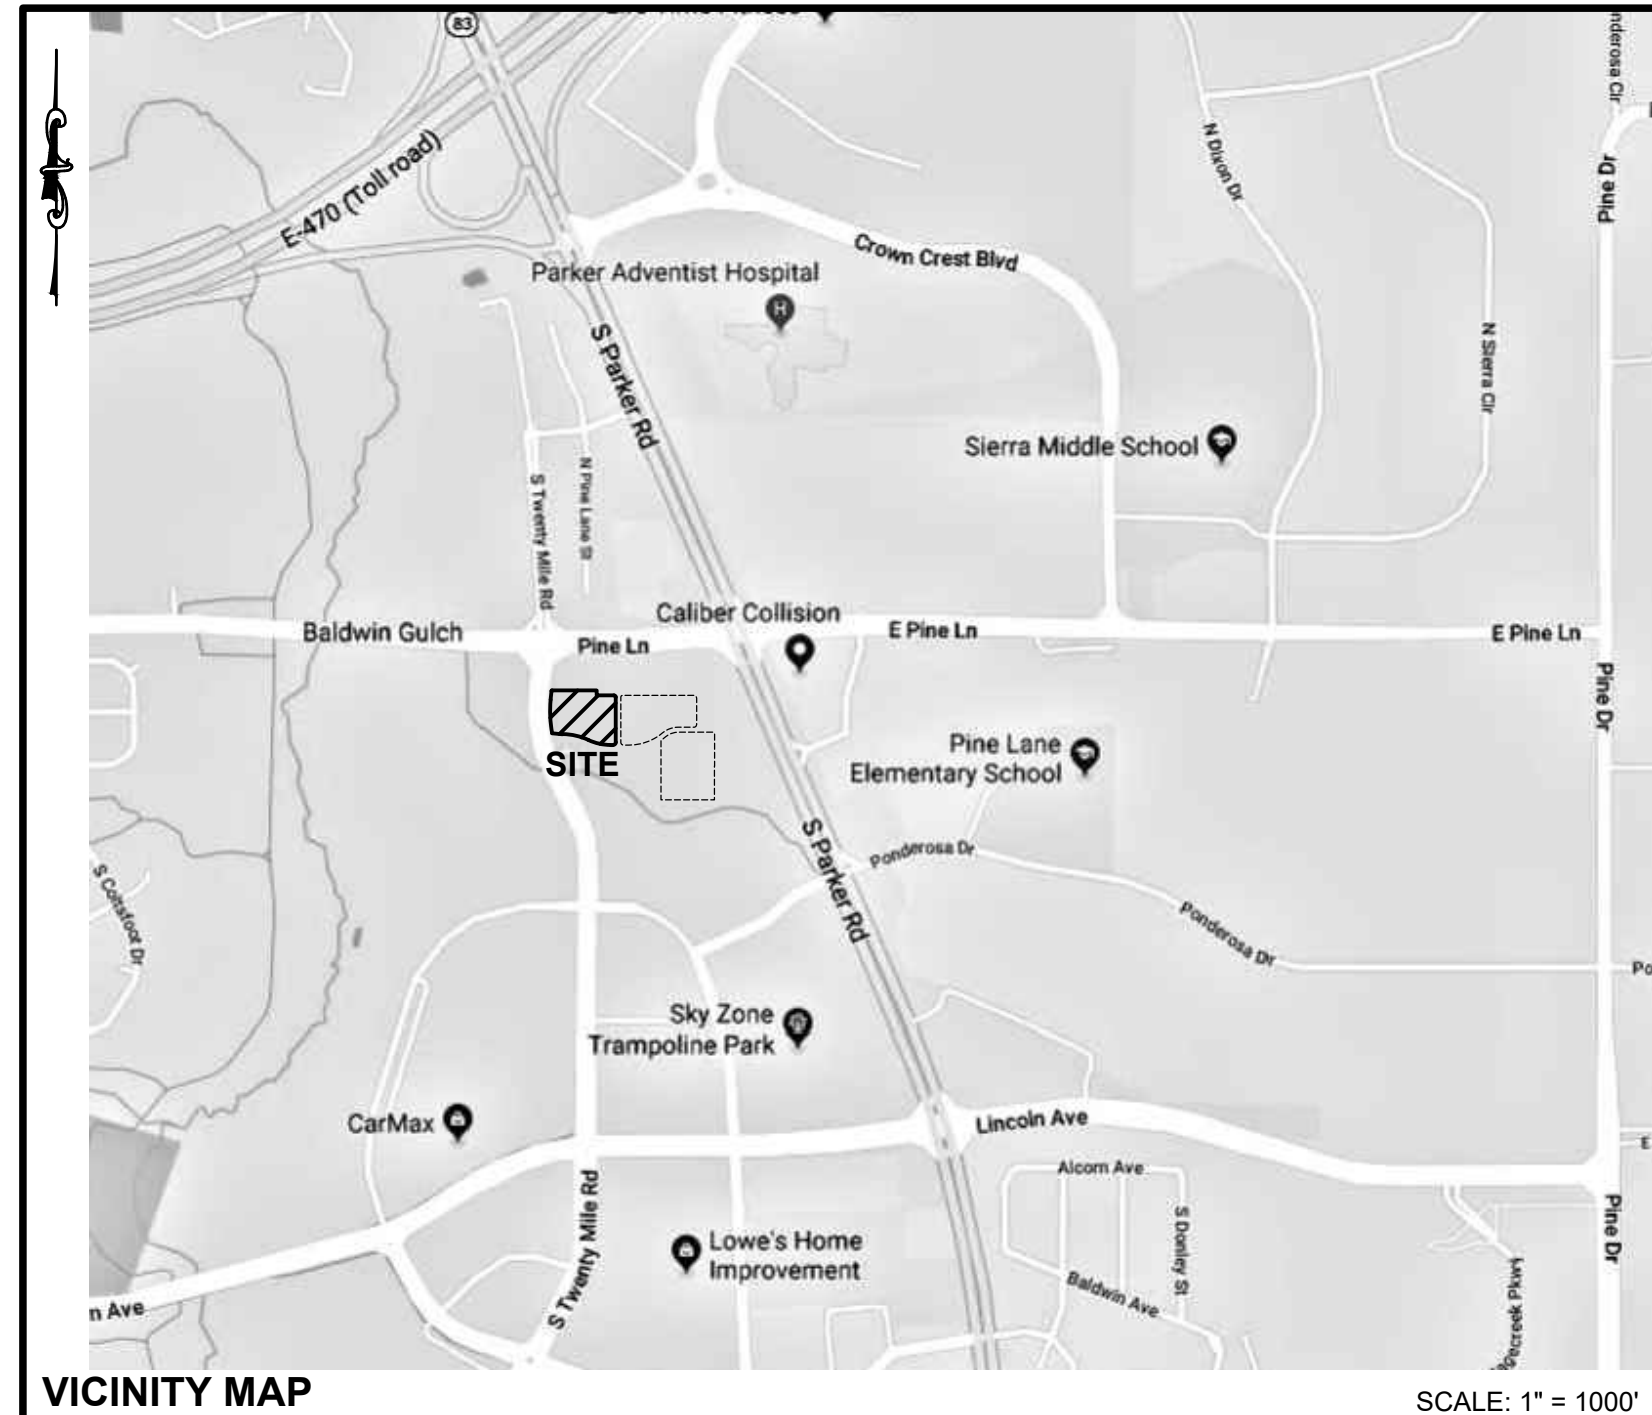 83
E-470 (Toll road)
Parker Adventist Hospital
H
Crown Crest Blvd
N Dixon Dr
Pine Dr
S Parker Rd
N Sierra Cir
Sierra Middle School
S Twenty Mile Rd
N Pine Lane St
Baldwin Gulch
Pine Ln
Caliber Collision
E Pine Ln
E Pine Ln
Pine Dr
SITE
Pine Lane
Elementary School
S Parker Rd
Ponderosa Dr
Ponderosa Dr
Po
S Coltsfoot Dr
Sky Zone
Trampoline Park
CarMax
Lincoln Ave
Alcorn Ave
S Donley St
Baldwin Ave
Pine Dr
E
S Twenty Mile Rd
Lowe's Home
Improvement
n Ave
VICINITY MAP
SCALE: 1" = 1000'